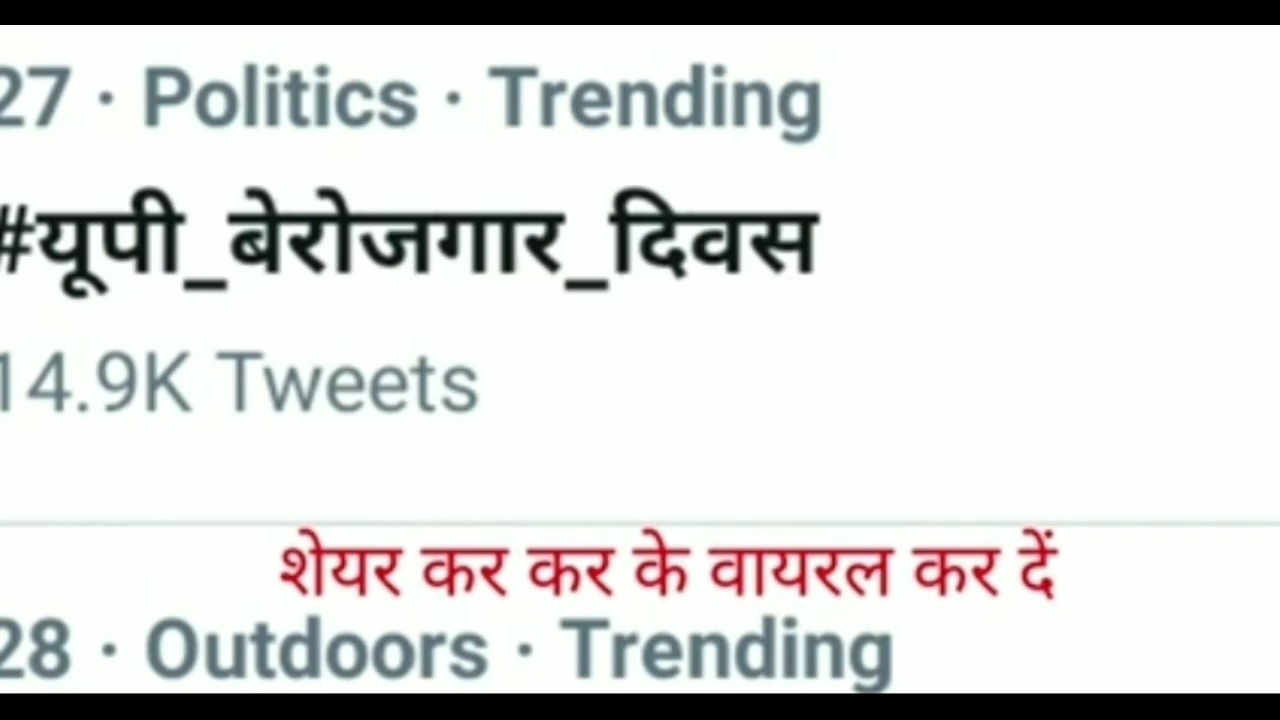 27 · Politics · Trending
#यूपी_बेरोजगार_दिवस
14.9K Tweets
शेयर कर कर के वायरल कर दें
28 · Outdoors · Trending